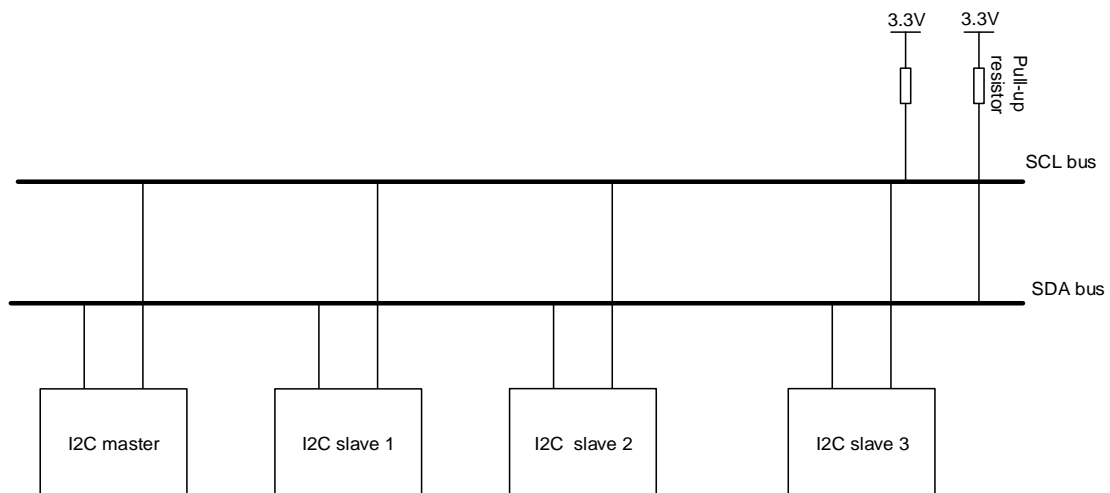 3.3V
3.3V
Pull-up
resistor
SCL bus
SDA bus
I2C master
I2C slave 1
I2C slave 2
I2C slave 3